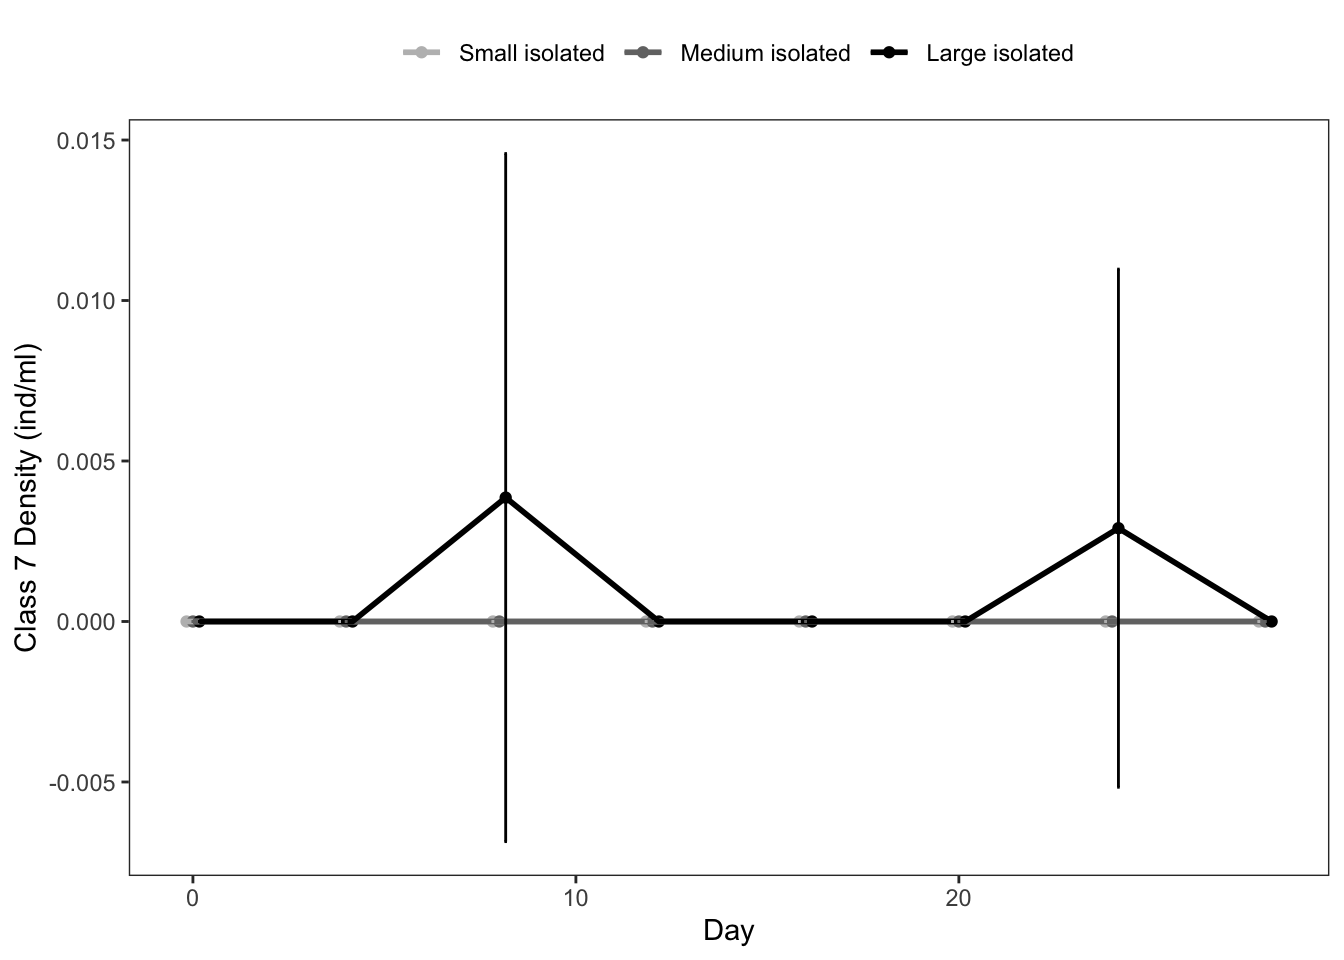 Small isolated Medium isolated Large isolated
0.015
0.010
0.005
0.000
-0.005
Class 7 Density (ind/ml)
0 10 20
Day